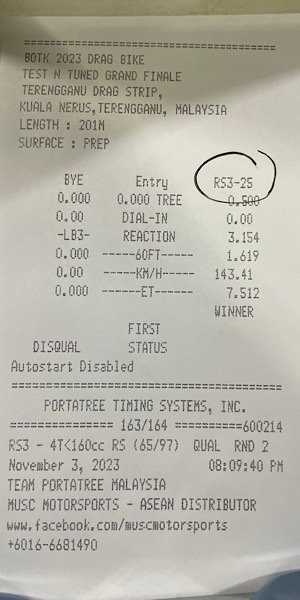 ================================
BOTK 2023 DRAG BIKE
TEST N TUNED GRAND FINALE
TERENGGANU DRAG STRIP,
KUALA NERUS,TERENGGANU, MALAYSIA
LENGTH : 201M
SURFACE : PREP
BYE Entry RS3-25
0.000 0.000 TREE 0.500
0.00 DIAL-IN 0.00
-LB3- REACTION 3.154
0.000 ------60FT----- 1.619
0.00 -----KM/H----- 143.41
0.000 ------ET----- 7.512
WINNER
FIRST
DISQUAL STATUS
Autostart Disabled
==================================
PORTATREE TIMING SYSTEMS, INC.
=============== 163/164 ==========600214
RS3 - 4T<160cc RS (65/97) QUAL RND 2
November 3, 2023 08:09:40 PM
TEAM PORTATREE MALAYSIA
MUSC MOTORSPORTS - ASEAN DISTRIBUTOR
www.facebook.com/muscmotorsports
+6016-6681490